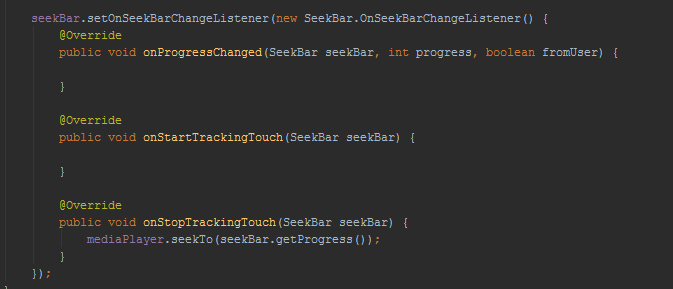 seekBar.setOnSeekBarChangeListener(new SeekBar.OnSeekBarChangeListener() {
    @Override
    public void onProgressChanged(SeekBar seekBar, int progress, boolean fromUser) {

    }

    @Override
    public void onStartTrackingTouch(SeekBar seekBar) {

    }

    @Override
    public void onStopTrackingTouch(SeekBar seekBar) {
        mediaPlayer.seekTo(seekBar.getProgress());
    }
});